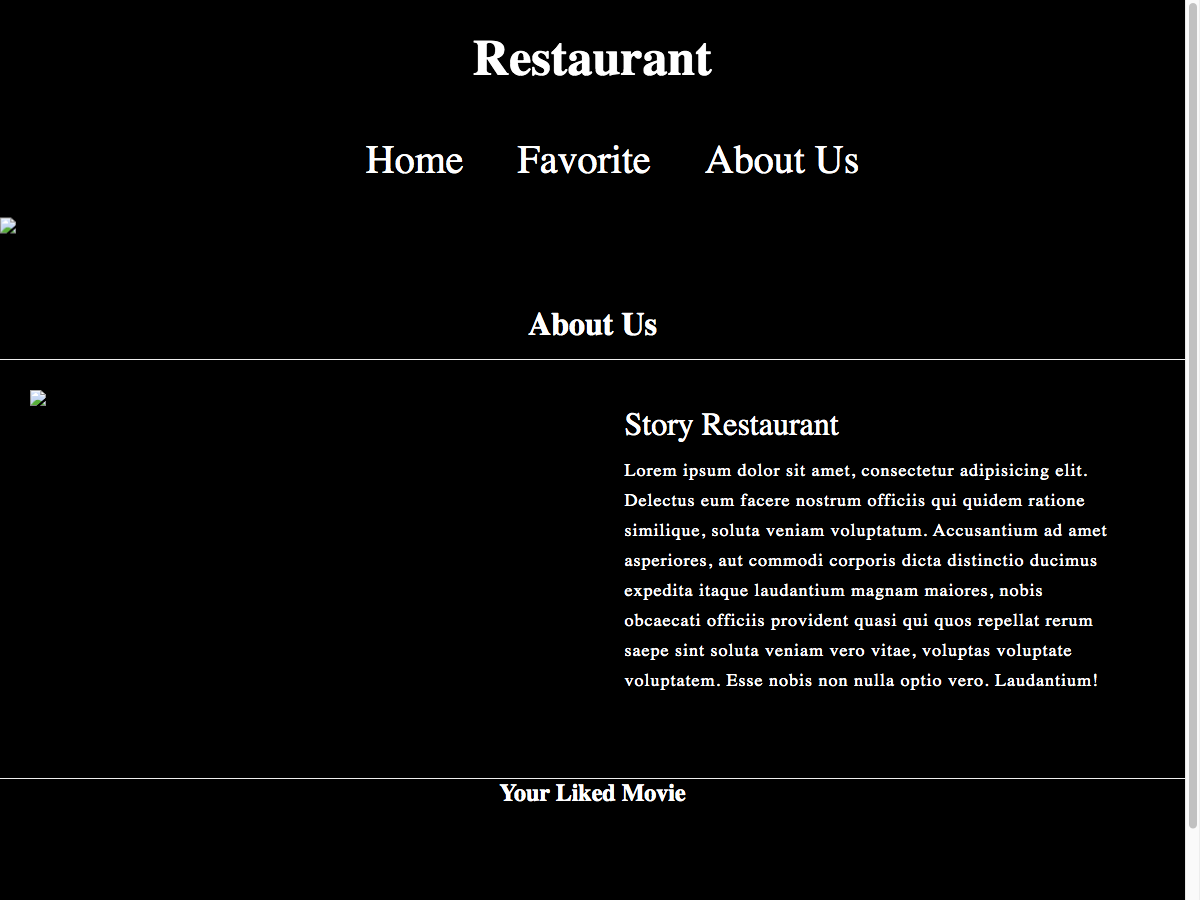 Restaurant
Home Favorite About Us
About Us
Story Restaurant
Lorem ipsum dolor sit amet, consectetur adipisicing elit.
Delectus eum facere nostrum officiis qui quidem ratione
similique, soluta veniam voluptatum. Accusantium ad amet
asperiores, aut commodi corporis dicta distinctio ducimus
expedita itaque laudantium magnam maiores, nobis
obcaecati officiis provident quasi qui quos repellat rerum
saepe sint soluta veniam vero vitae, voluptas voluptate
voluptatem. Esse nobis non nulla optio vero. Laudantium!
Your Liked Movie